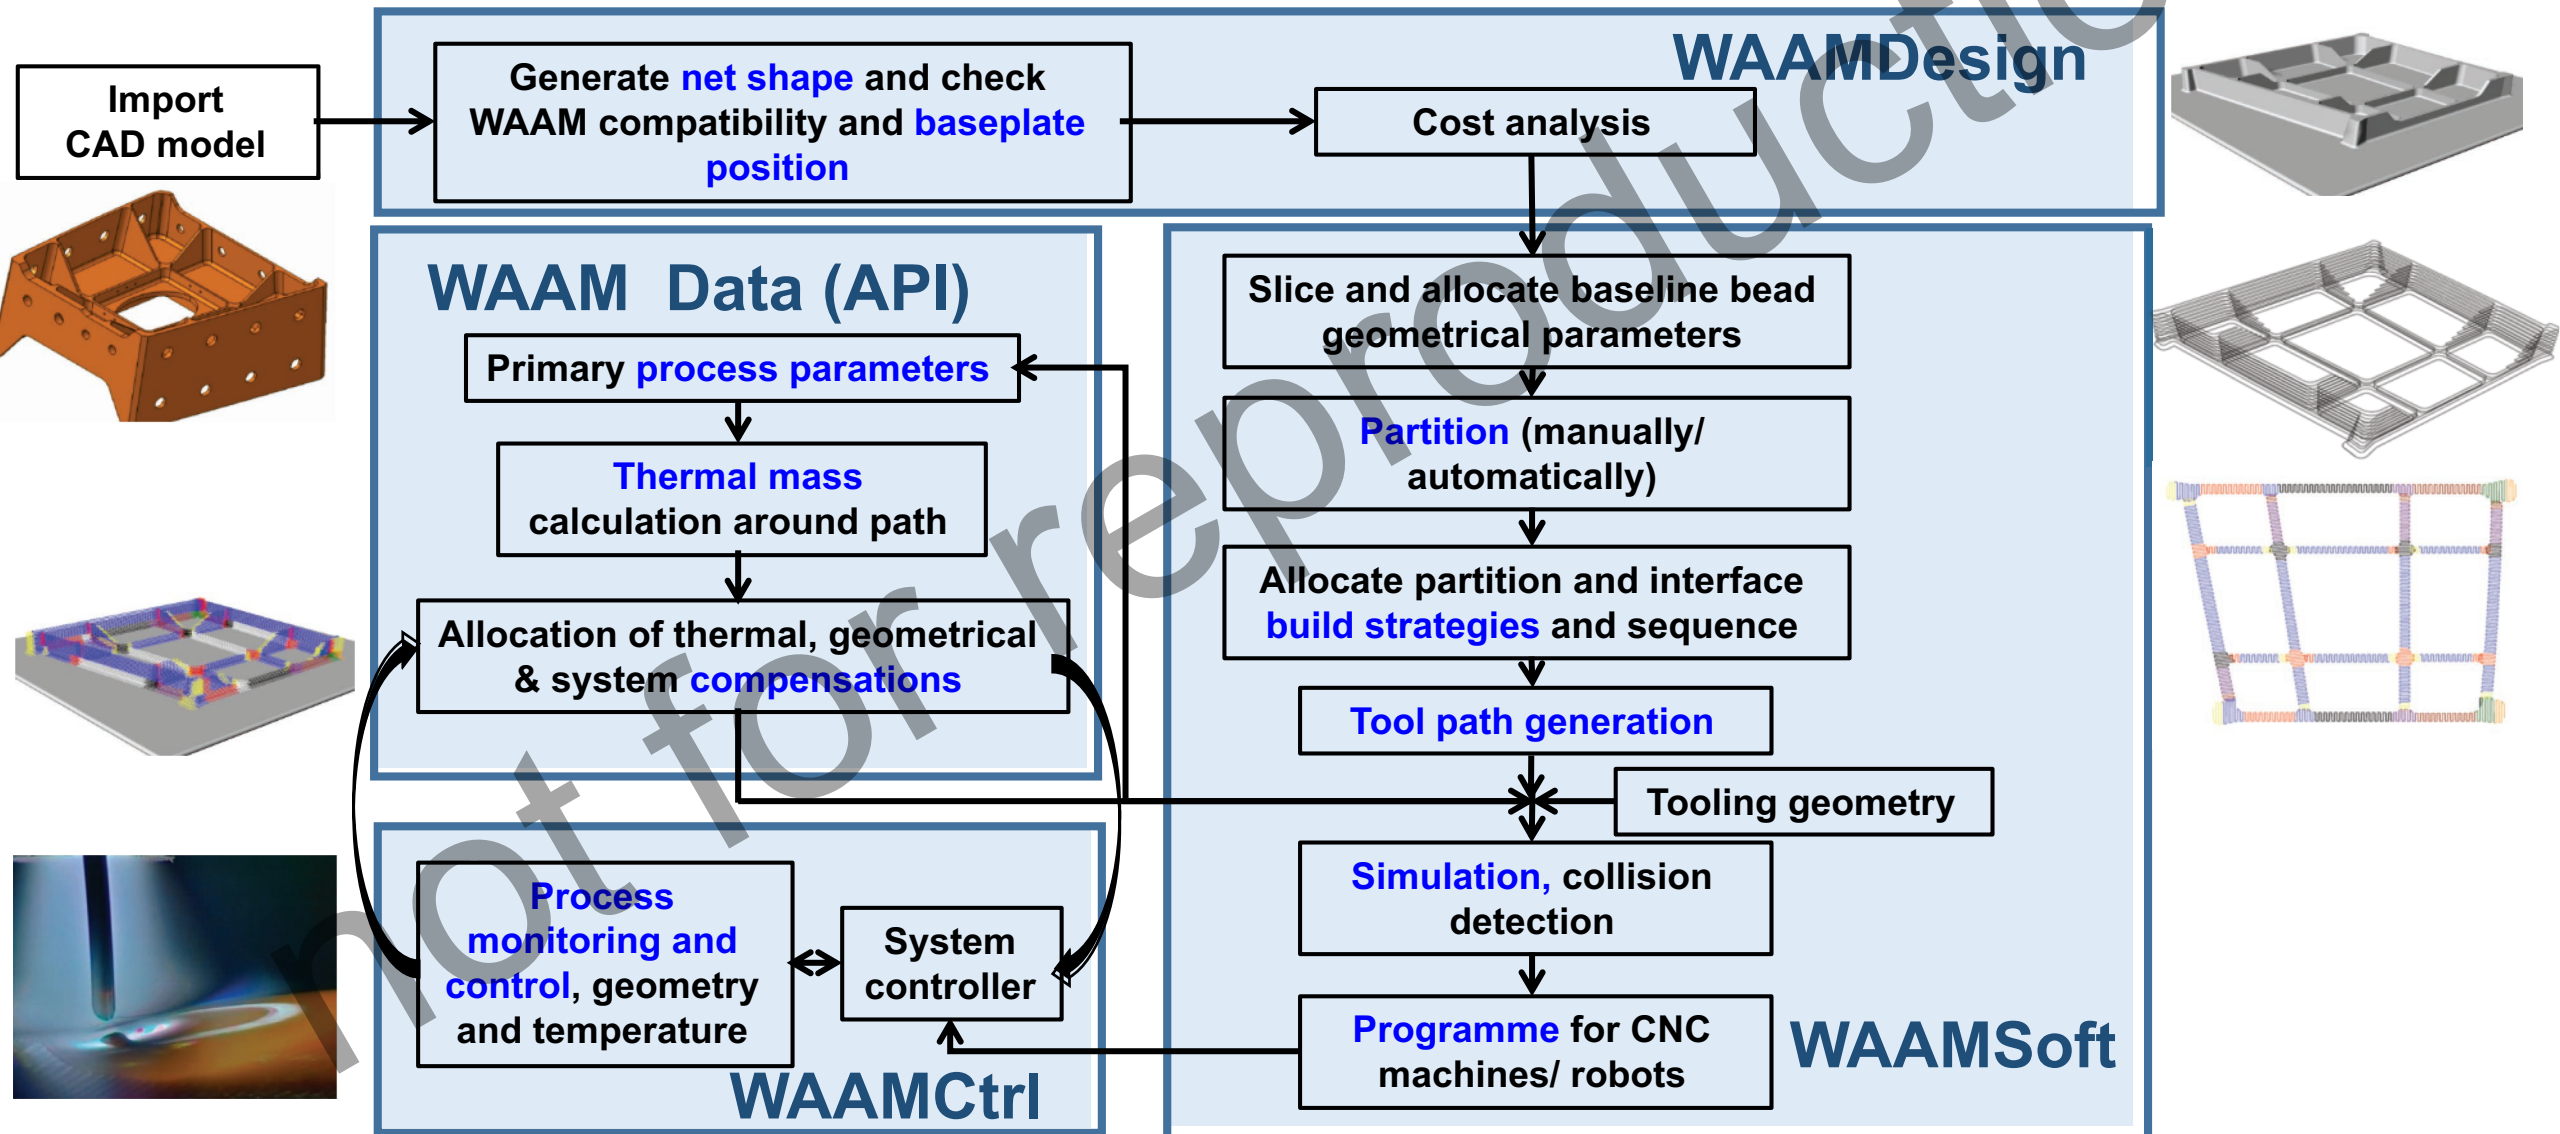 WAAMDesign
Import
CAD model
Generate net shape and check
WAAM compatibility and baseplate
position
Cost analysis
WAAM Data (API)
Primary process parameters
Thermal mass
calculation around path
Allocation of thermal, geometrical
& system compensations
Slice and allocate baseline bead
geometrical parameters
Partition (manually/
automatically)
Allocate partition and interface
build strategies and sequence
Tool path generation
Tooling geometry
Simulation, collision
detection
Programme for CNC
machines/ robots
WAAMSoft
Process
monitoring and
control, geometry
and temperature
System
controller
WAAMCtrl
not for reproductio